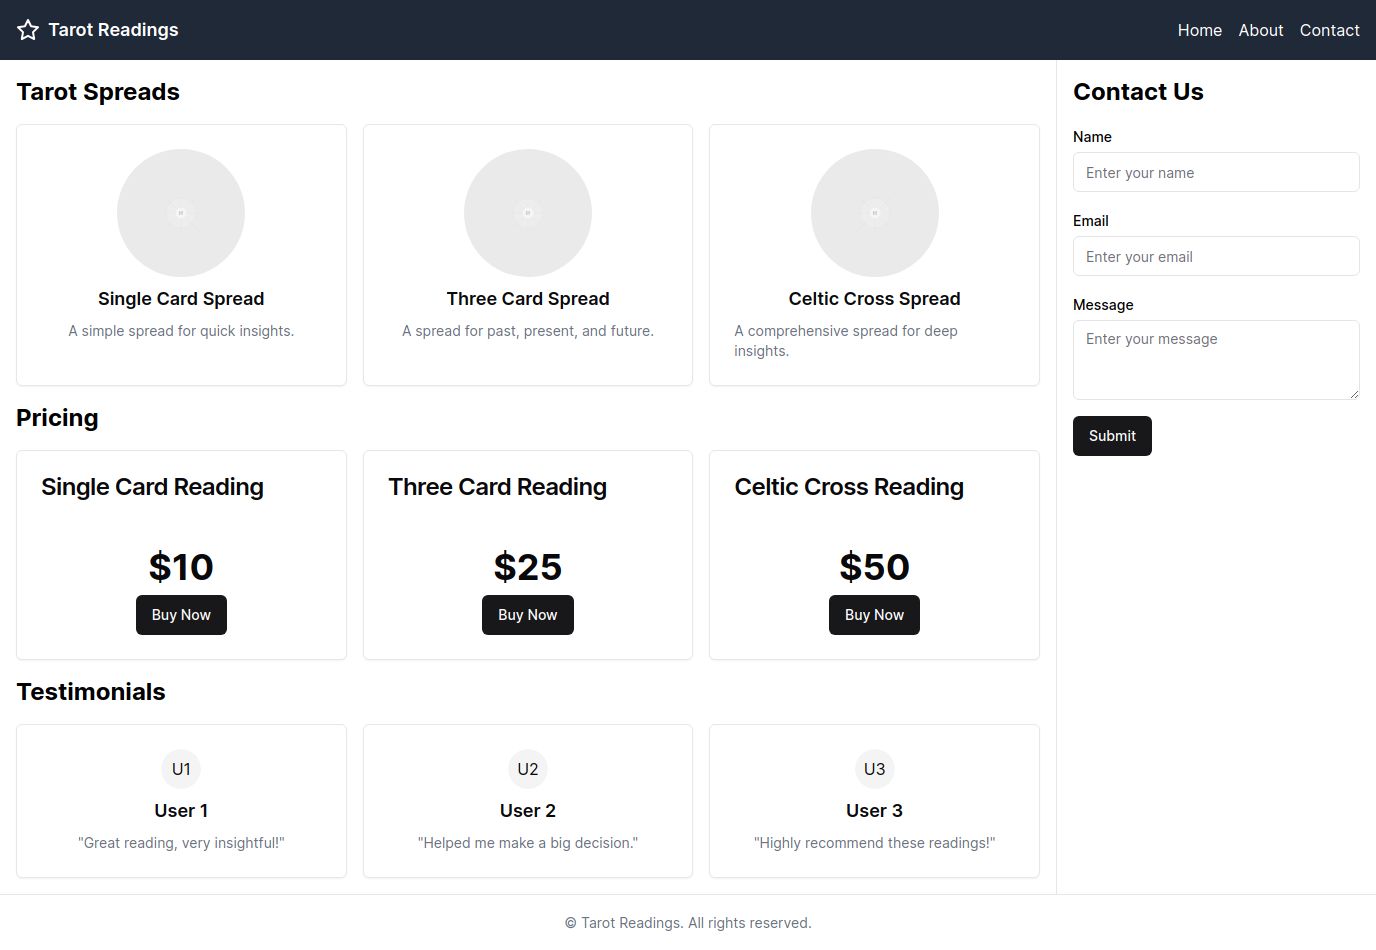 Tarot Readings
Home
About
Contact
Tarot Spreads
Single Card Spread
A simple spread for quick insights.
Three Card Spread
A spread for past, present, and future.
Celtic Cross Spread
A comprehensive spread for deep
insights.
Pricing
Single Card Reading
$10
Buy Now
Three Card Reading
$25
Buy Now
Celtic Cross Reading
$50
Buy Now
Testimonials
U1
User 1
"Great reading, very insightful!"
U2
User 2
"Helped me make a big decision."
U3
User 3
"Highly recommend these readings!"
Contact Us
Name
Enter your name
Email
Enter your email
Message
Enter your message
Submit
© Tarot Readings. All rights reserved.